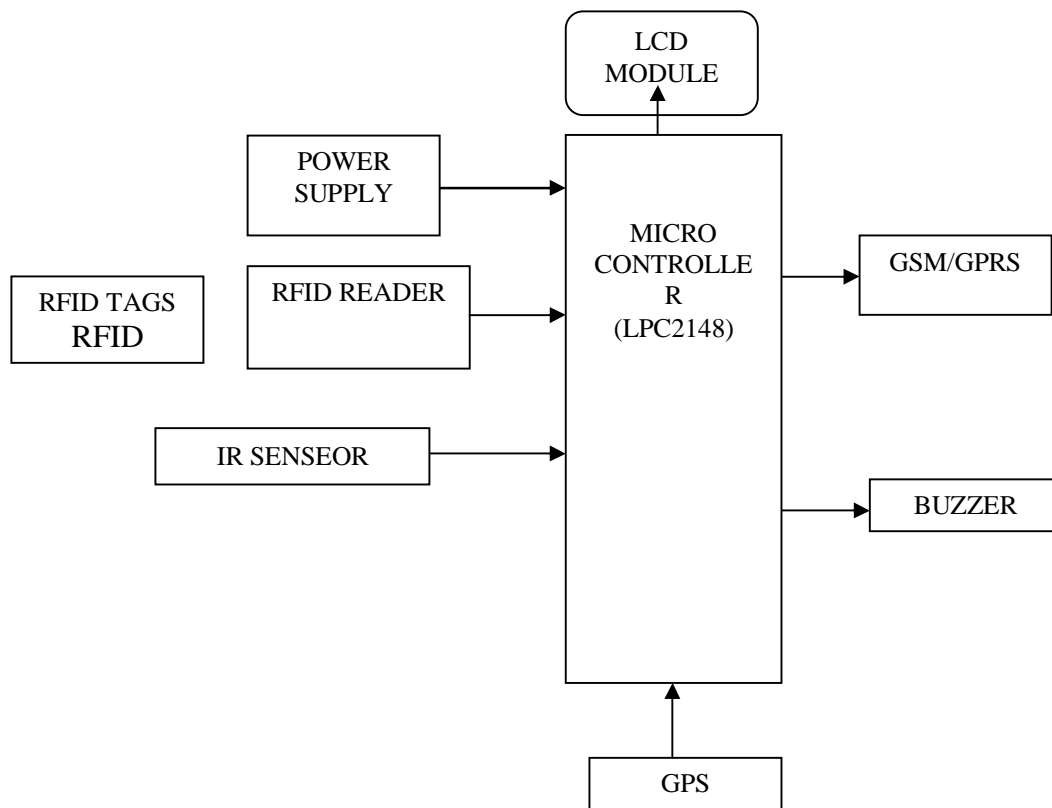 LCD
MODULE
POWER
SUPPLY
MICRO
CONTROLLE
R
(LPC2148)
GSM/GPRS
RFID TAGS
RFID
RFID READER
IR SENSEOR
BUZZER
GPS